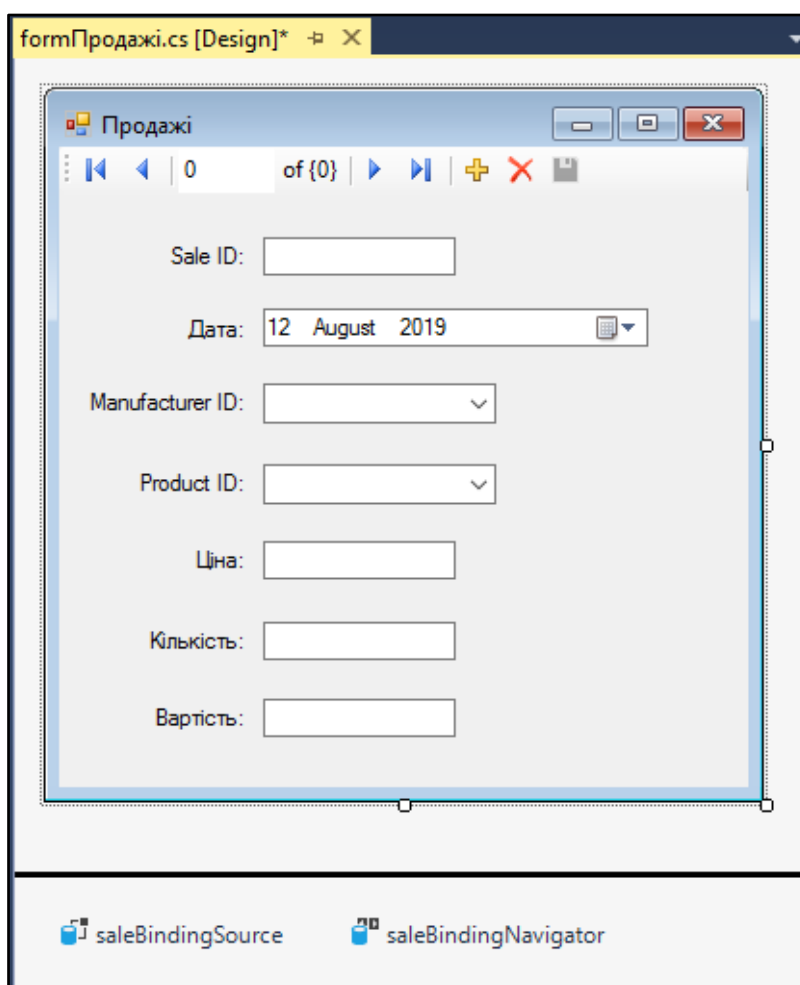 formПродажі.cs [Design]*
Продажі
0 of {0}
Sale ID:
Дата: 12 August 2019
Manufacturer ID:
Product ID:
Ціна:
Кількість:
Вартість:
saleBindingSource saleBindingNavigator